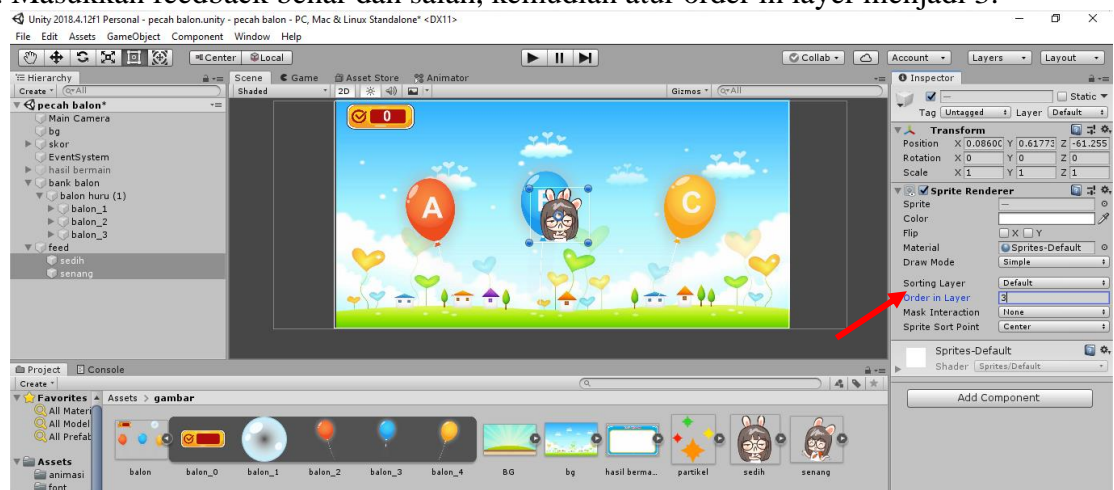 . Masukkan feedback benar dan salah, kemudian atur order in layer menjadi 3.
Unity 2018.4.12f1 Personal - pecah balon.unity - pecah balon - PC, Mac & Linux Standalone* <DX11>
File Edit Assets GameObject Component Window Help
Center Local Collab Account Layers Layout
Hierarchy
Create All
pecah balon*
Main Camera
bg
skor
EventSystem
hasil bermain
bank balon
balon huru (1)
balon_1
balon_2
balon_3
feed
sedih
senang
Scene Game Asset Store Animator
Shaded 2D Gizmos All
0
A
C
Inspector
— Static
Tag Untagged Layer Default
Transform
Position X 0.0860 Y 0.61773 Z -61.255
Rotation X 0 Y 0 Z 0
Scale X 1 Y 1 Z 1
Sprite Renderer
Sprite —
Color
Flip X Y
Material Sprites-Default
Draw Mode Simple
Sorting Layer Default
Order in Layer 3
Mask Interaction None
Sprite Sort Point Center
Sprites-Default
Shader Sprites/Default
Add Component
Project Console
Create
Favorites
All Materi
All Model
All Prefab
Assets
animasi
font
Assets > gambar
balon balon_0 balon_1 balon_2 balon_3 balon_4 BG bg hasil berma... partikel sedih senang